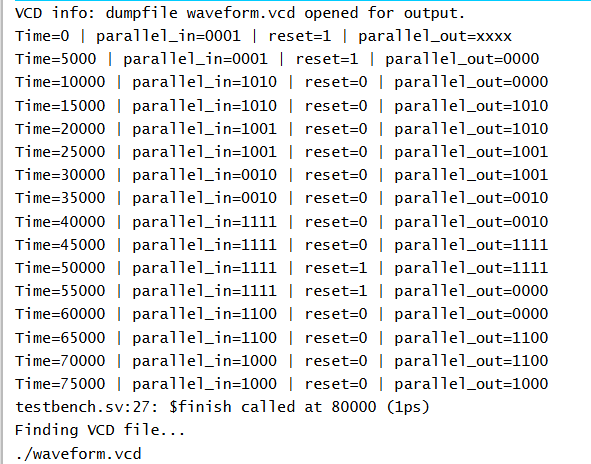 VCD info: dumpfile waveform.vcd opened for output.
Time=0 | parallel_in=0001 | reset=1 | parallel_out=xxxx
Time=5000 | parallel_in=0001 | reset=1 | parallel_out=0000
Time=10000 | parallel_in=1010 | reset=0 | parallel_out=0000
Time=15000 | parallel_in=1010 | reset=0 | parallel_out=1010
Time=20000 | parallel_in=1001 | reset=0 | parallel_out=1010
Time=25000 | parallel_in=1001 | reset=0 | parallel_out=1001
Time=30000 | parallel_in=0010 | reset=0 | parallel_out=1001
Time=35000 | parallel_in=0010 | reset=0 | parallel_out=0010
Time=40000 | parallel_in=1111 | reset=0 | parallel_out=0010
Time=45000 | parallel_in=1111 | reset=0 | parallel_out=1111
Time=50000 | parallel_in=1111 | reset=1 | parallel_out=1111
Time=55000 | parallel_in=1111 | reset=1 | parallel_out=0000
Time=60000 | parallel_in=1100 | reset=0 | parallel_out=0000
Time=65000 | parallel_in=1100 | reset=0 | parallel_out=1100
Time=70000 | parallel_in=1000 | reset=0 | parallel_out=1100
Time=75000 | parallel_in=1000 | reset=0 | parallel_out=1000
testbench.sv:27: $finish called at 80000 (1ps)
Finding VCD file...
./waveform.vcd